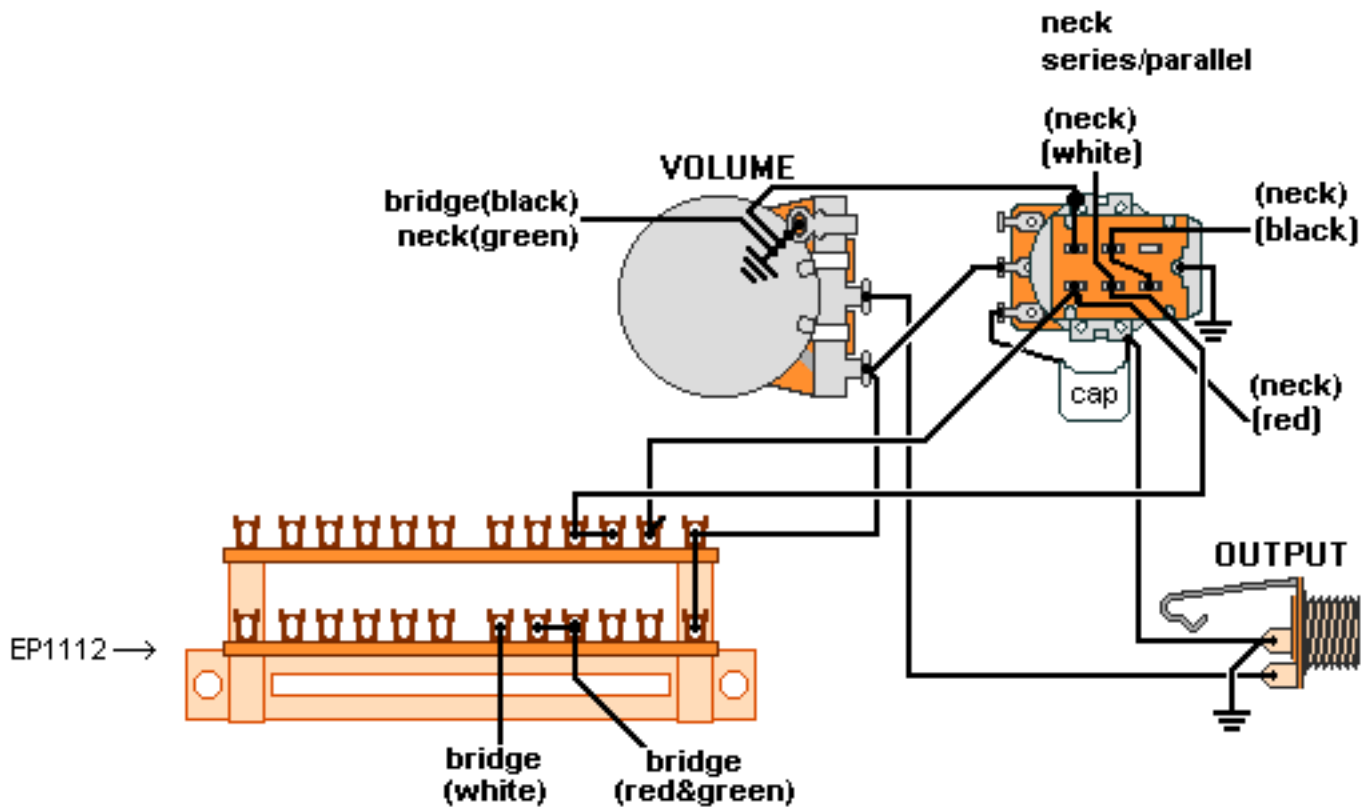 neck
series/parallel
(neck)
(white)
VOLUME
bridge(black)
neck(green)
(neck)
(black)
cap
(neck)
(red)
OUTPUT
EP1112
bridge
(white)
bridge
(red&green)